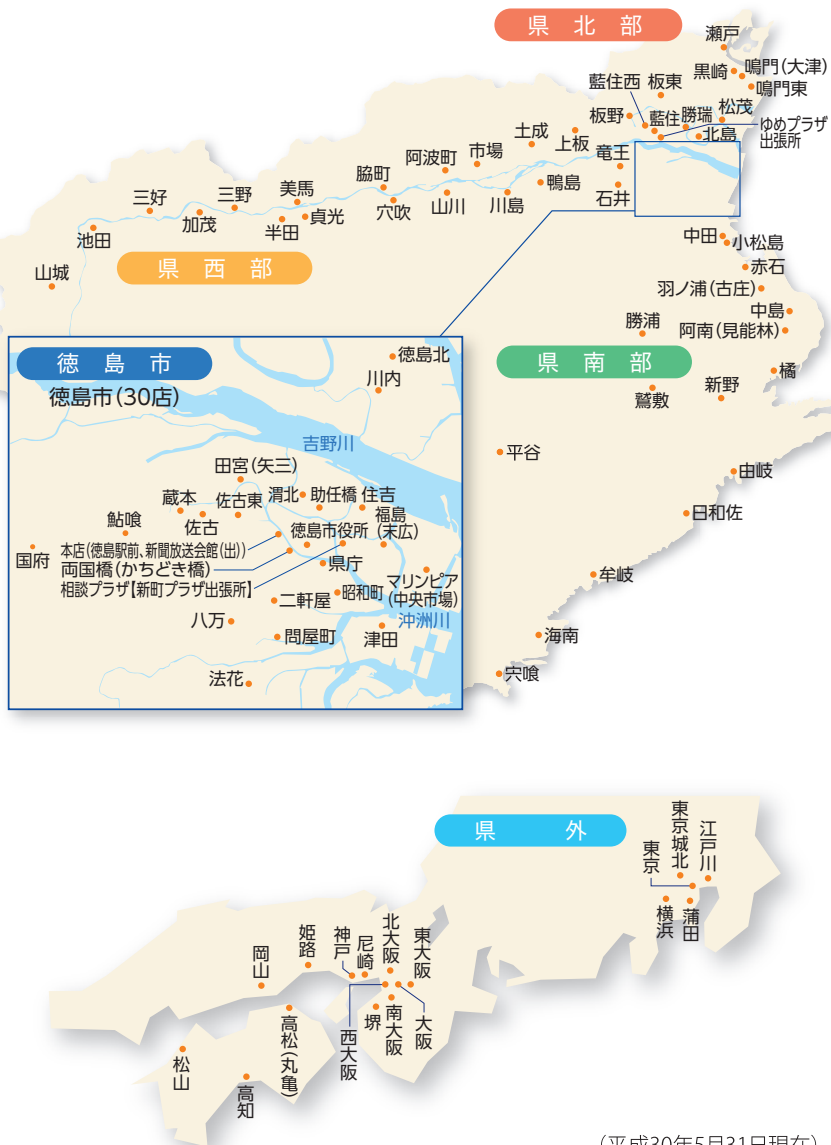 県北部
瀬戸
黒崎
鳴門(大津)
鳴門東
藍住西
板東
板野
藍住
勝瑞
松茂
北島
ゆめプラザ
出張所
土成
上板
竜王
石井
阿波町
市場
鴨島
脇町
穴吹
山川
川島
美馬
三野
三好
加茂
半田
貞光
池田
山城
県西部
中田
小松島
赤石
羽ノ浦(古庄)
中島
勝浦
阿南(見能林)
県南部
橘
新野
鷲敷
平谷
由岐
日和佐
牟岐
海南
宍喰
徳島市
徳島市(30店)
徳島北
川内
吉野川
田宮(矢三)
渭北
助任橋
住吉
蔵本
佐古東
福島
(末広)
鮎喰
佐古
徳島市役所
国府
本店(徳島駅前、新聞放送会館(出))
両国橋(かちどき橋)
県庁
相談プラザ【新町プラザ出張所】
昭和町
マリンピア
(中央市場)
二軒屋
沖洲川
八万
問屋町
津田
法花
県外
東京
東京城北
江戸川
横浜
蒲田
岡山
姫路
神戸
尼崎
北大阪
東大阪
松山
高知
高松(丸亀)
西大阪
堺
南大阪
大阪
(平成30年5月31日現在)